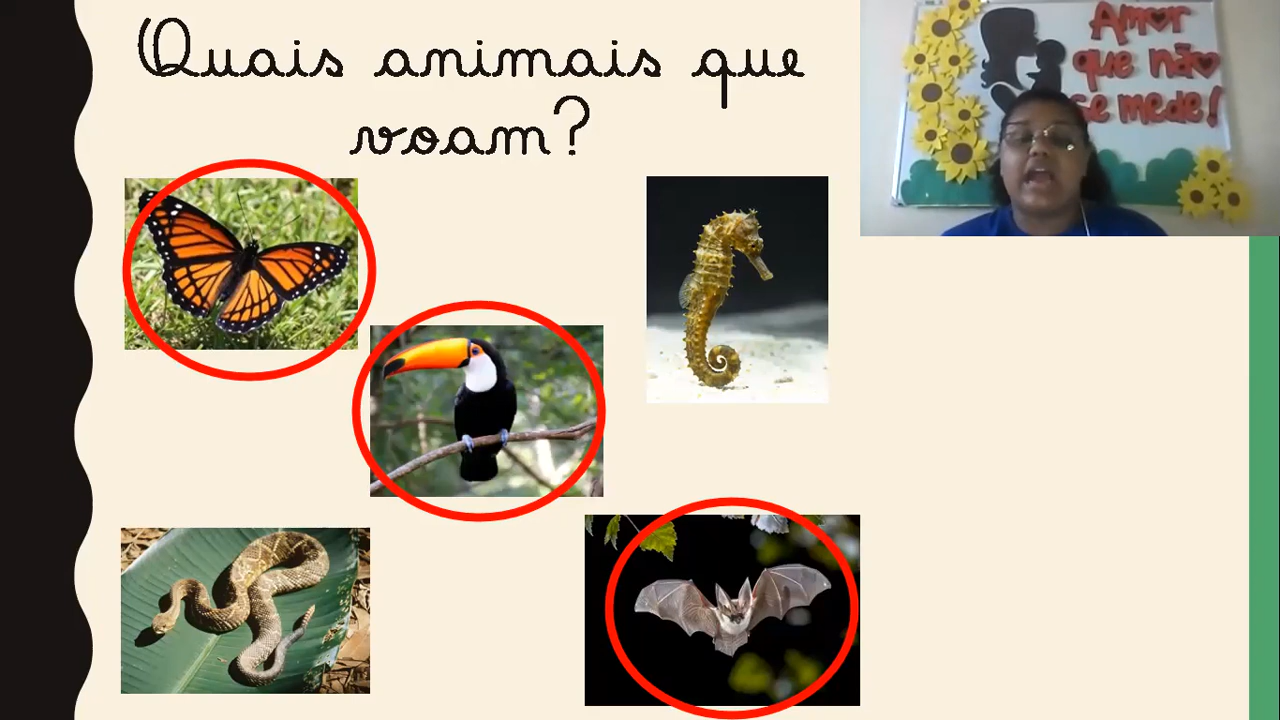 Quais animais que
voam?
Amor
que não
se mede!